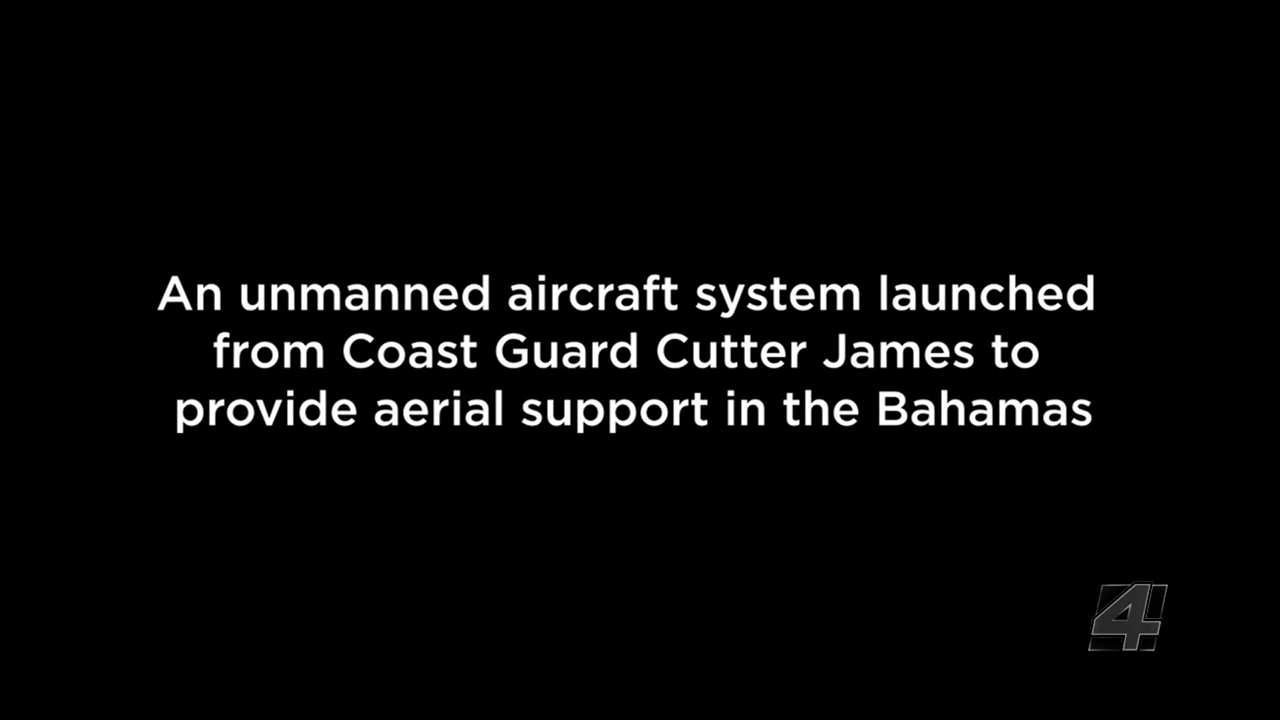 An unmanned aircraft system launched
from Coast Guard Cutter James to
provide aerial support in the Bahamas
4